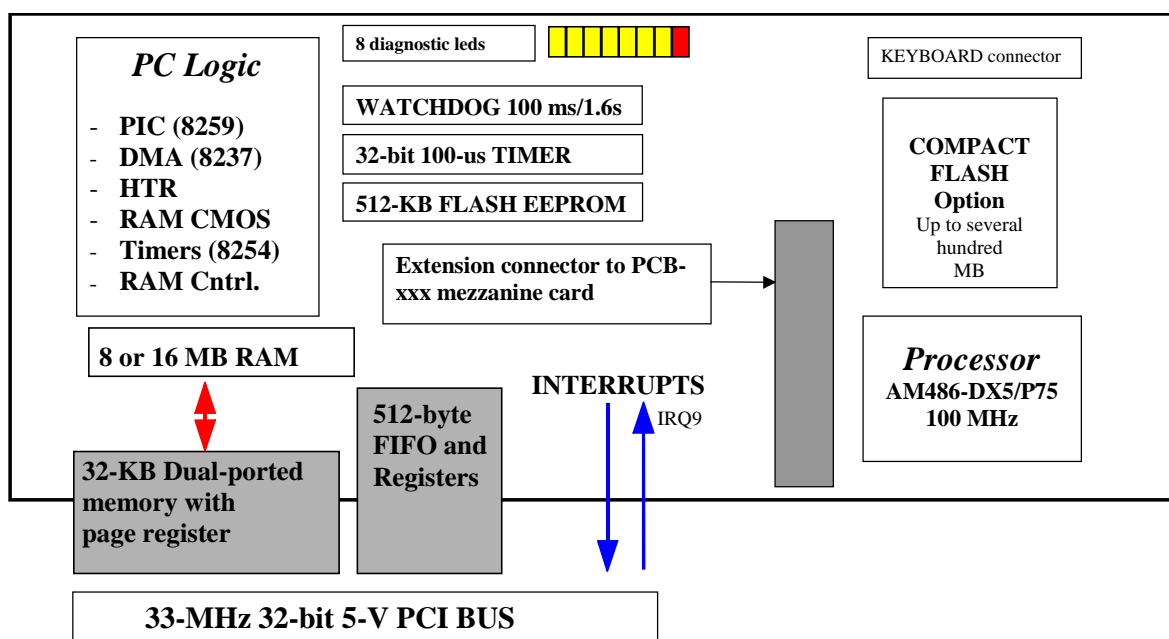 PC Logic
- PIC (8259)
- DMA (8237)
- HTR
- RAM CMOS
- Timers (8254)
- RAM Cntrl.
8 diagnostic leds
WATCHDOG 100 ms/1.6s
32-bit 100-us TIMER
512-KB FLASH EEPROM
Extension connector to PCB-
xxx mezzanine card
KEYBOARD connector
COMPACT
FLASH
Option
Up to several
hundred
MB
Processor
AM486-DX5/P75
100 MHz
8 or 16 MB RAM
32-KB Dual-ported
memory with
page register
512-byte
FIFO and
Registers
INTERRUPTS
IRQ9
33-MHz 32-bit 5-V PCI BUS